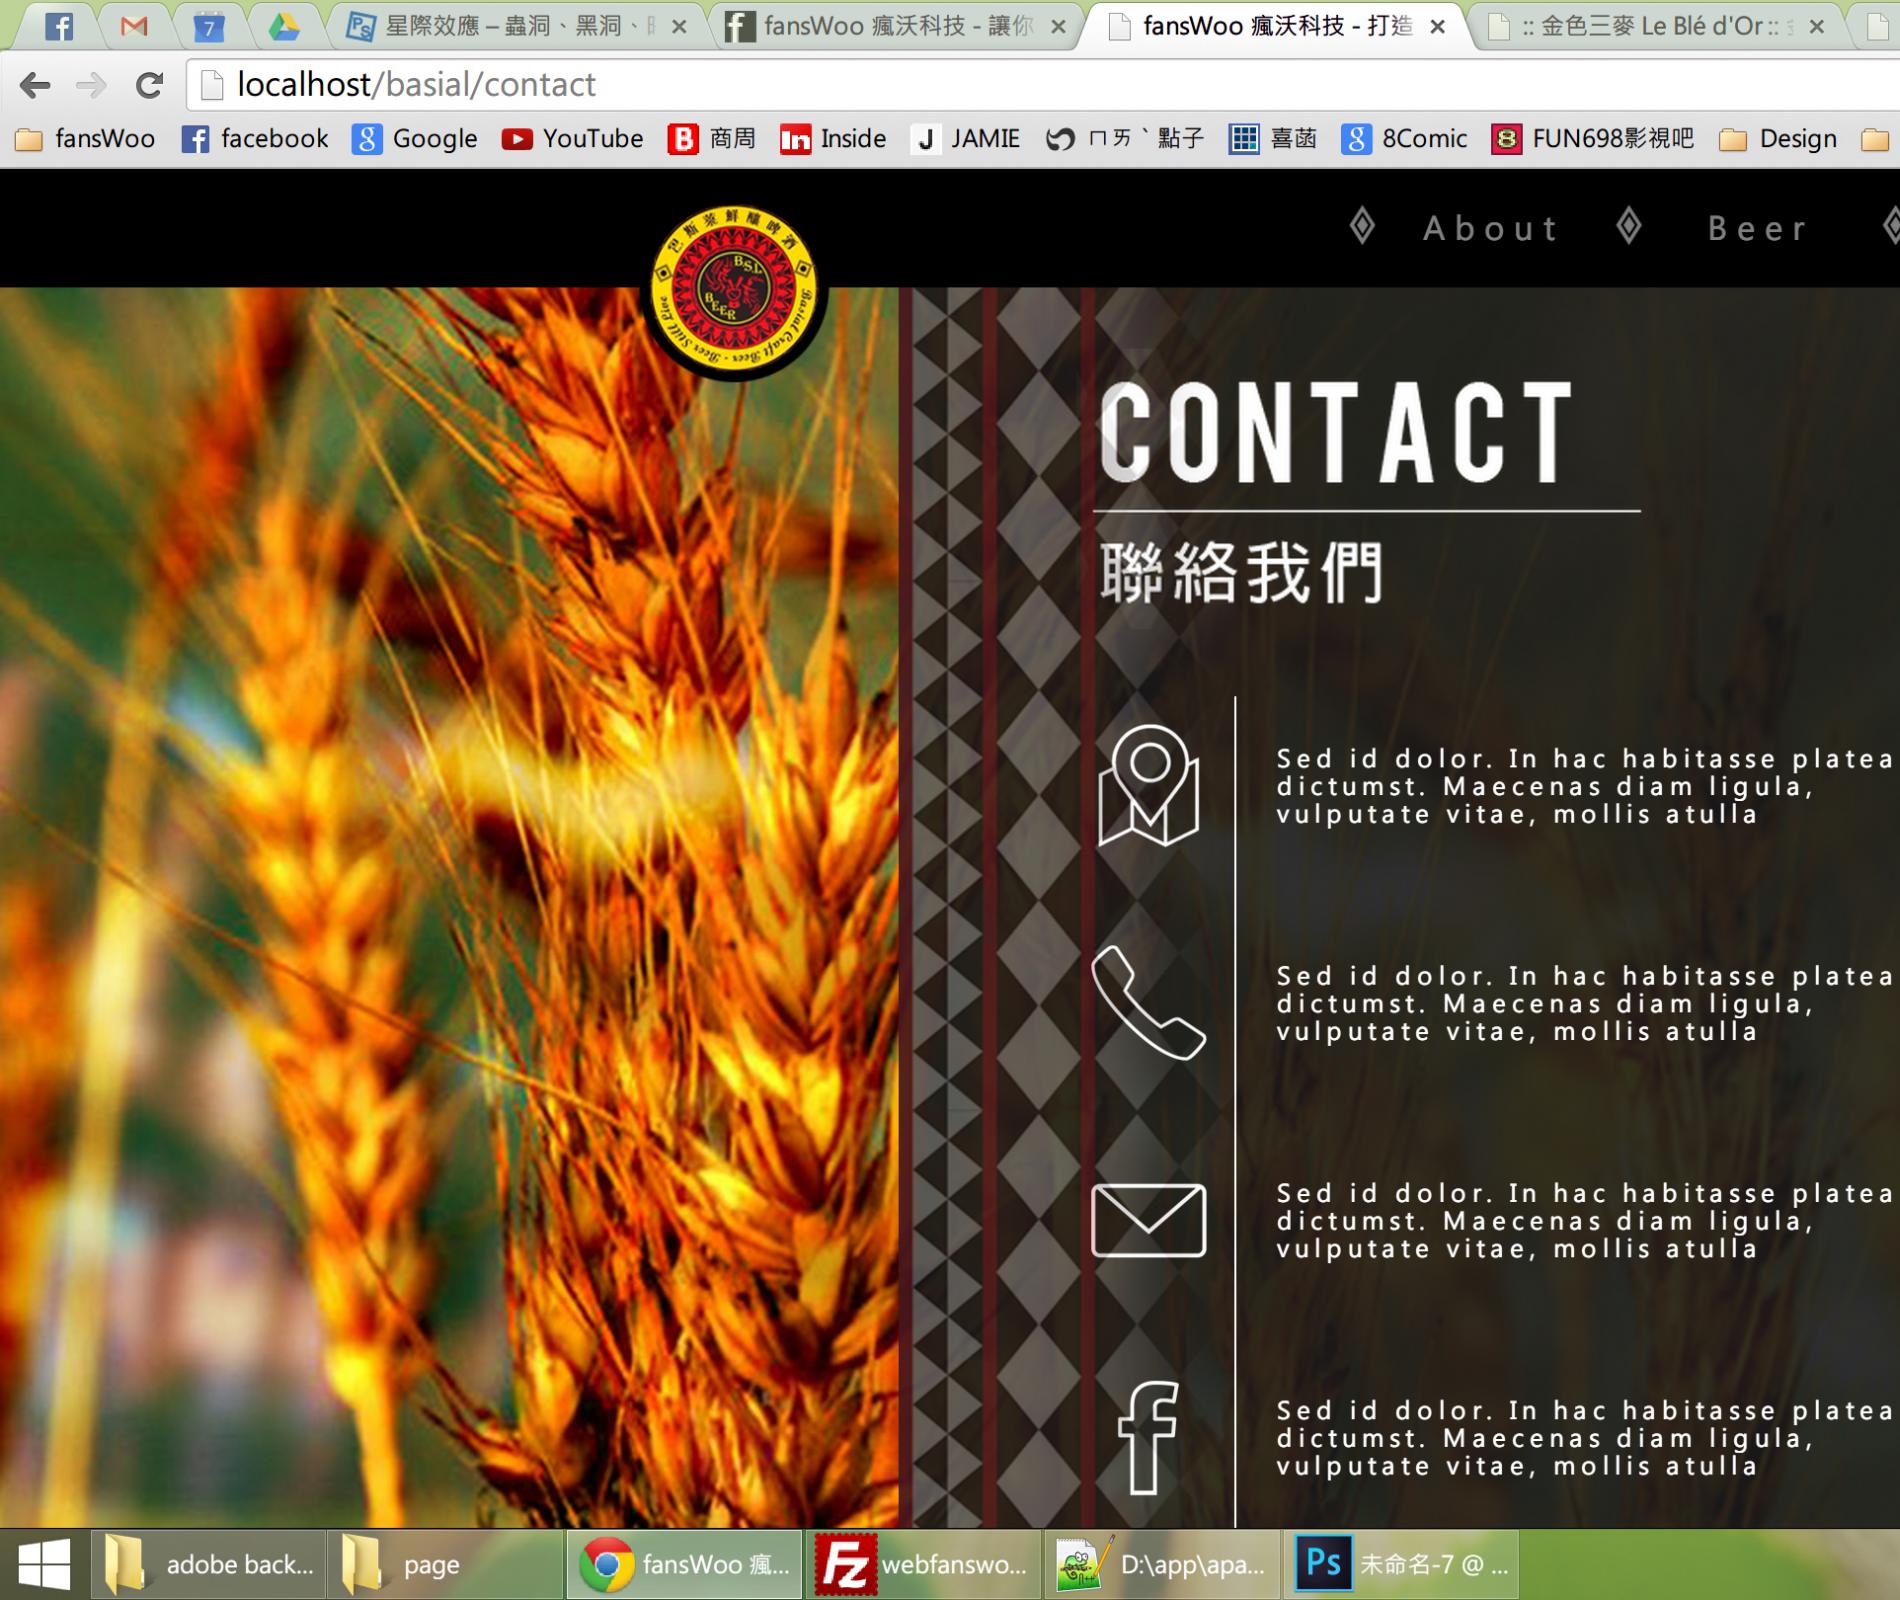 7
星際效應 – 蟲洞、黑洞、
fansWoo 瘋沃科技 - 讓你
fansWoo 瘋沃科技 - 打造
:: 金色三麥 Le Blé d'Or ::
localhost/basial/contact
fansWoo
facebook
Google
YouTube
商周
Inside
JAMIE
ㄇㄞˋ點子
喜菡
8Comic
FUN698影視吧
Design
About
Beer
巴斯萊鮮釀啤酒
B.S.L
BEER
Basial Craft Beer - Beer Still Live
CONTACT
聯絡我們
Sed id dolor. In hac habitasse platea
dictumst. Maecenas diam ligula,
vulputate vitae, mollis atulla
Sed id dolor. In hac habitasse platea
dictumst. Maecenas diam ligula,
vulputate vitae, mollis atulla
Sed id dolor. In hac habitasse platea
dictumst. Maecenas diam ligula,
vulputate vitae, mollis atulla
Sed id dolor. In hac habitasse platea
dictumst. Maecenas diam ligula,
vulputate vitae, mollis atulla
adobe back...
page
fansWoo 瘋...
webfanswo...
D:\app\apa...
Ps
未命名-7 @ ...